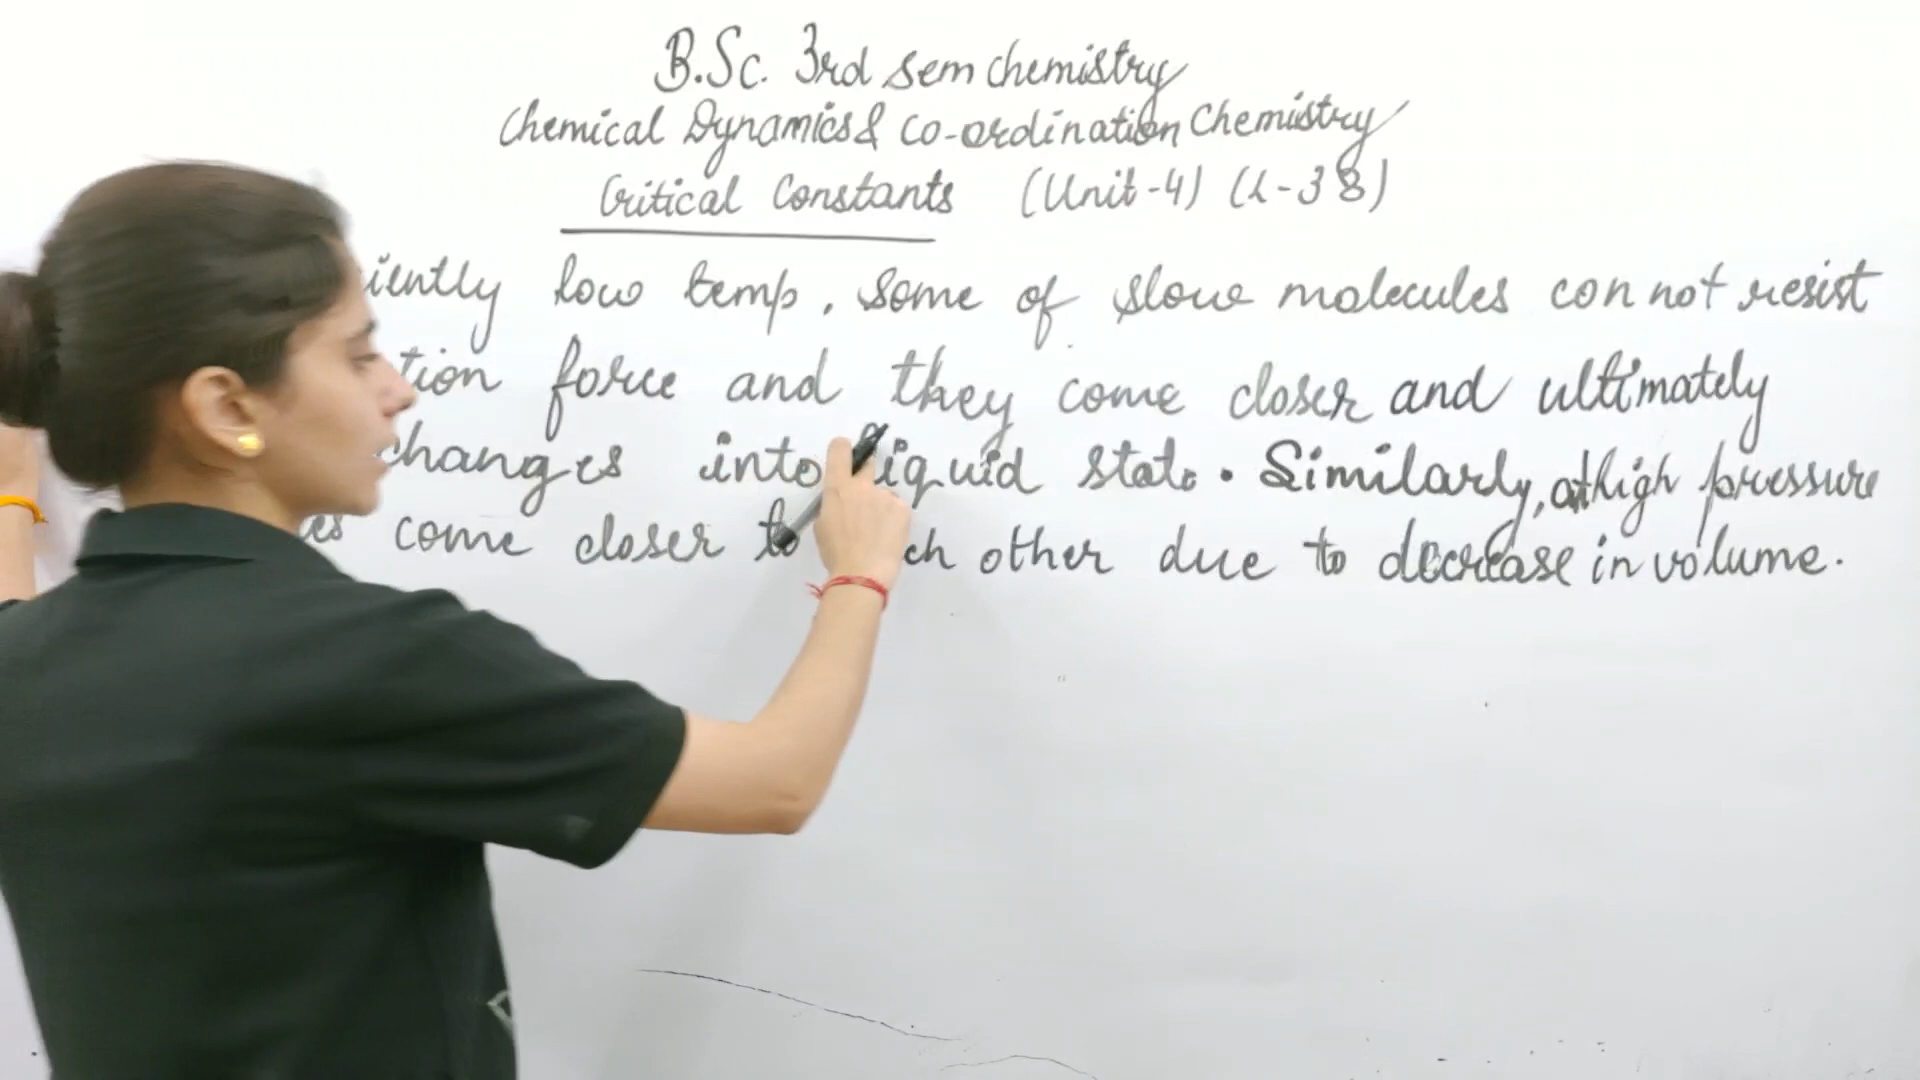 B.Sc. 3rd sem chemistry
Chemical Dynamics & Co-ordination Chemistry
Critical Constants (Unit-4) (L-38)
low temp. some of slow molecules con not resist
force and they come closer and ultimately
changes into liquid state. Similarly, at high pressure
come closer to other due to decrease in volume.